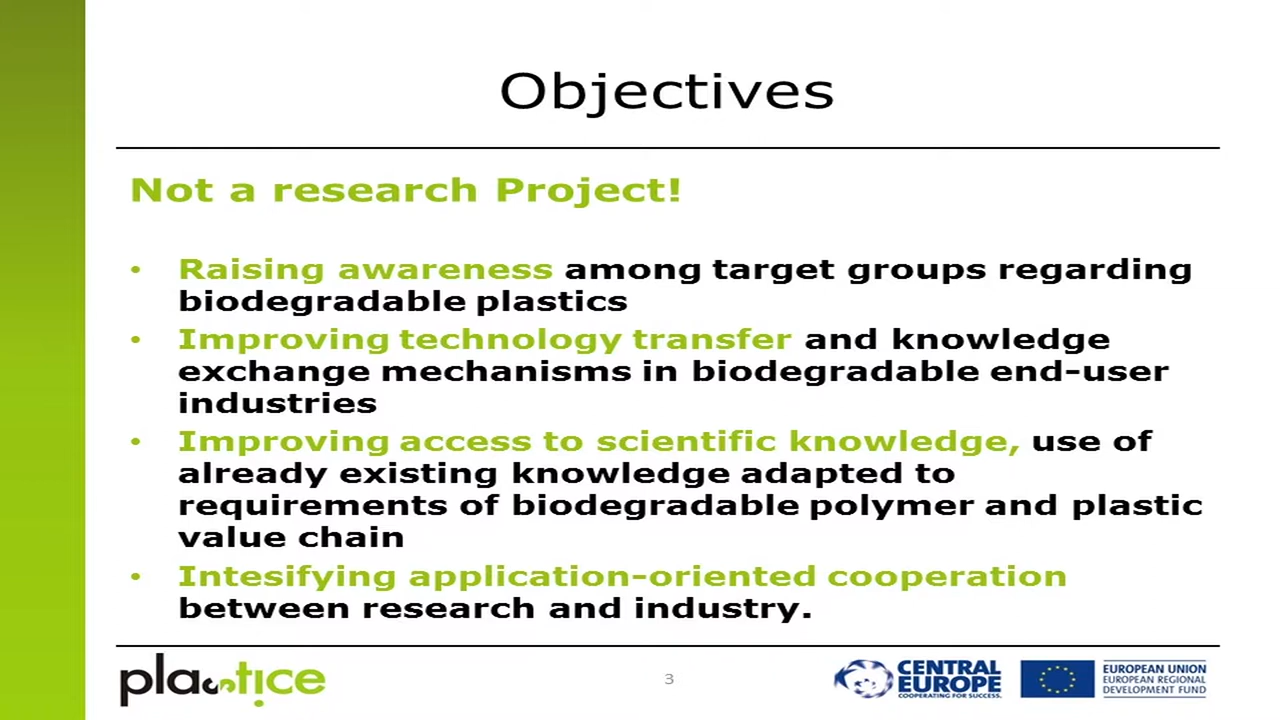 Objectives
Not a research Project!
• Raising awareness among target groups regarding
biodegradable plastics
• Improving technology transfer and knowledge
exchange mechanisms in biodegradable end-user
industries
• Improving access to scientific knowledge, use of
already existing knowledge adapted to
requirements of biodegradable polymer and plastic
value chain
• Intesifying application-oriented cooperation
between research and industry.
plastice
3
CENTRAL
EUROPE
COOPERATING FOR SUCCESS.
EUROPEAN UNION
EUROPEAN REGIONAL
DEVELOPMENT FUND